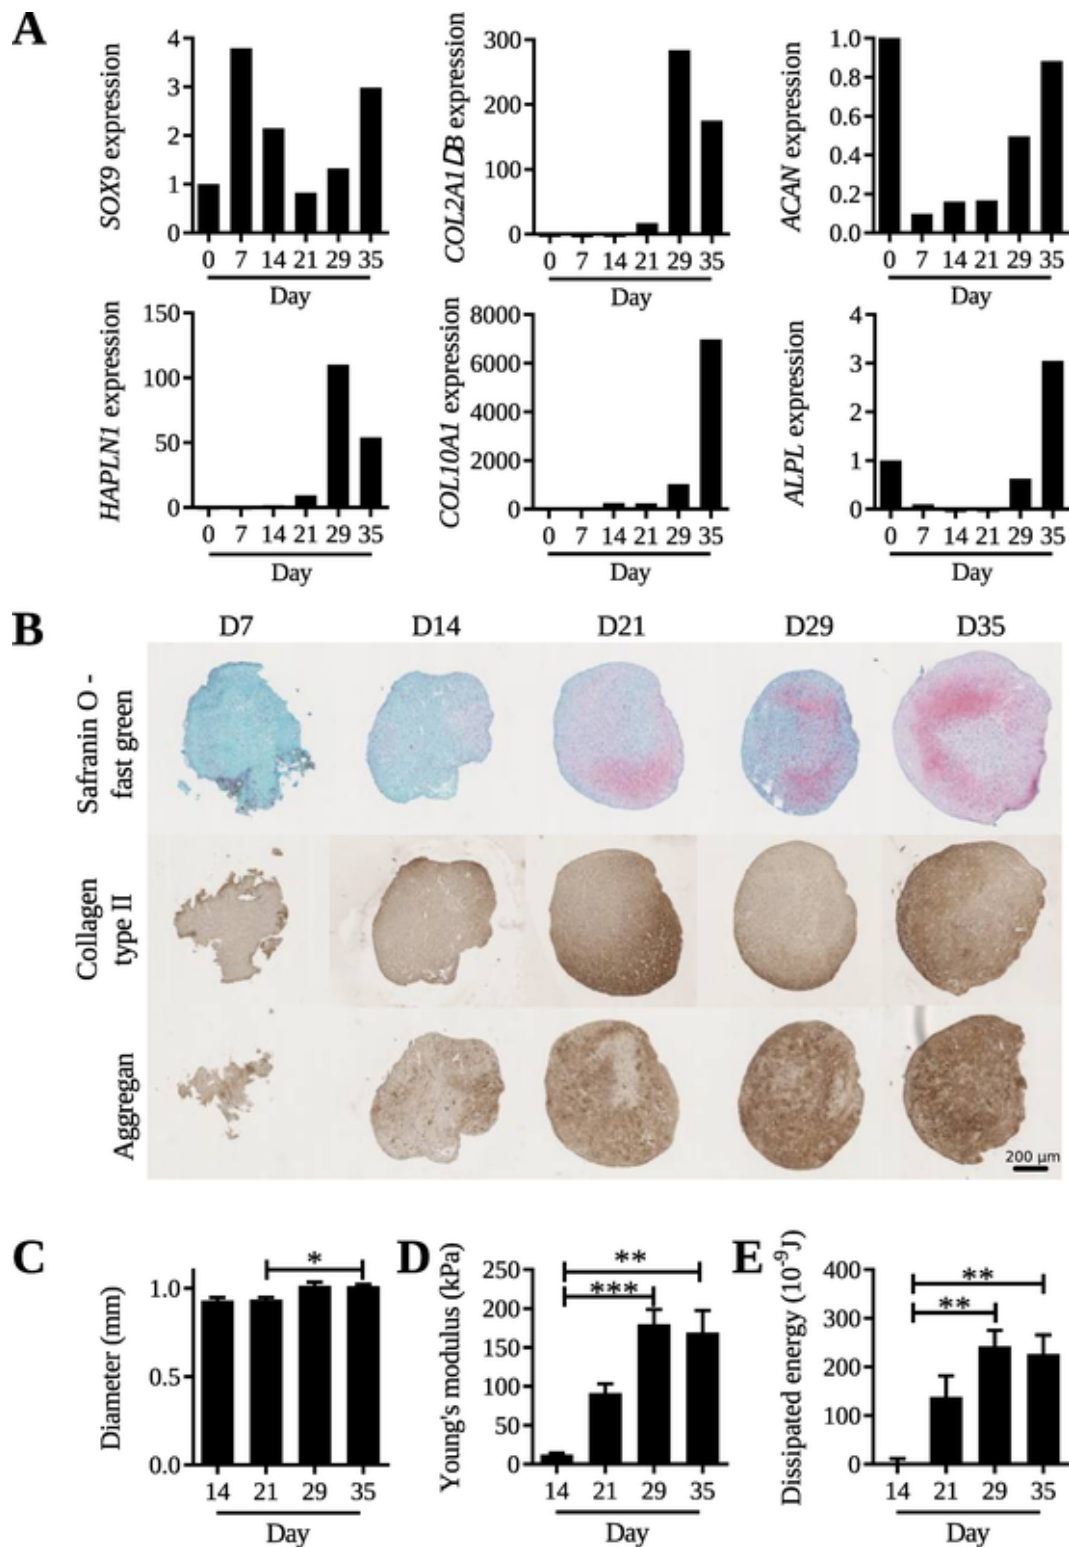 A
SOX9 expression
4
3
2
1
0
0 7 14 21 29 35
Day
COL2A1DB expression
300
200
100
0
0 7 14 21 29 35
Day
ACAN expression
1.0
0.8
0.6
0.4
0.2
0.0
0 7 14 21 29 35
Day
HAPLN1 expression
150
100
50
0
0 7 14 21 29 35
Day
COL10A1 expression
8000
6000
4000
2000
0
0 7 14 21 29 35
Day
ALPL expression
4
3
2
1
0
0 7 14 21 29 35
Day
B
D7 D14 D21 D29 D35
Safranin O -
fast green
Collagen
type II
Aggregan
200 µm
C
Diameter (mm)
1.0
0.5
0.0
*
14 21 29 35
Day
D
Young's modulus (kPa)
250
200
150
100
50
0
**
***
14 21 29 35
Day
E
Dissipated energy (10-9J)
400
300
200
100
0
**
**
14 21 29 35
Day